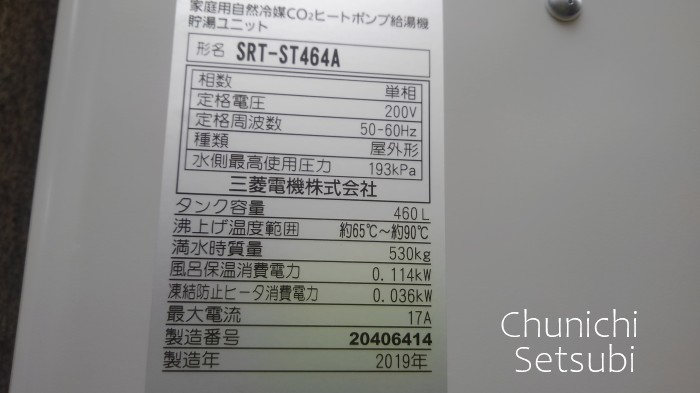 家庭用自然冷媒CO₂ヒートポンプ給湯機
貯湯ユニット
形名 SRT-ST464A
相数 単相
定格電圧 200V
定格周波数 50-60Hz
種類 屋外形
水側最高使用圧力 193kPa
三菱電機株式会社
タンク容量 460L
沸上げ温度範囲 約65℃～約90℃
満水時質量 530kg
風呂保温消費電力 0.114kW
凍結防止ヒータ消費電力 0.036kW
最大電流 17A
製造番号 20406414
製造年 2019年
Chunichi
Setsubi